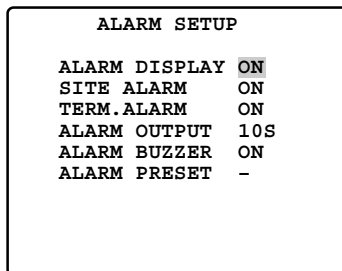 ALARM SETUP
ALARM DISPLAY ON
SITE ALARM ON
TERM.ALARM ON
ALARM OUTPUT 10S
ALARM BUZZER ON
ALARM PRESET –